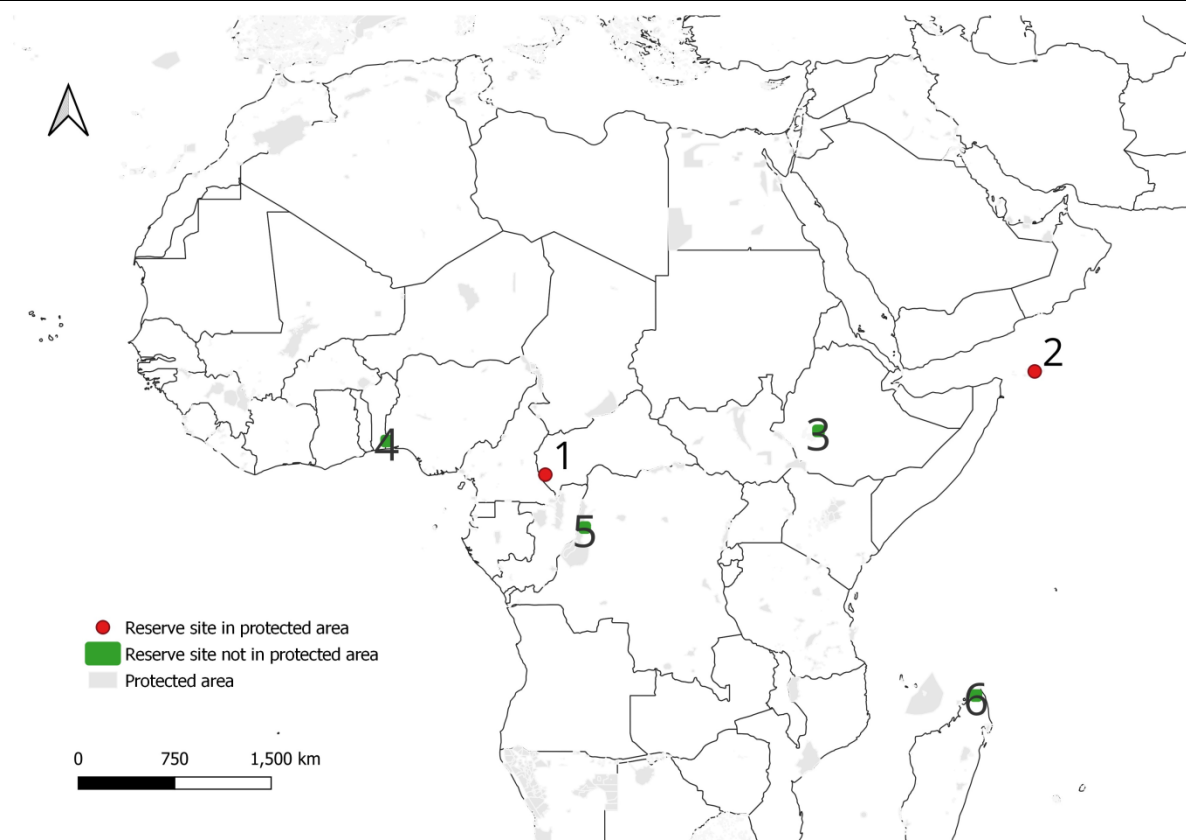 2
3
4
1
5
Reserve site in protected area
Reserve site not in protected area
Protected area
6
0 750 1,500 km